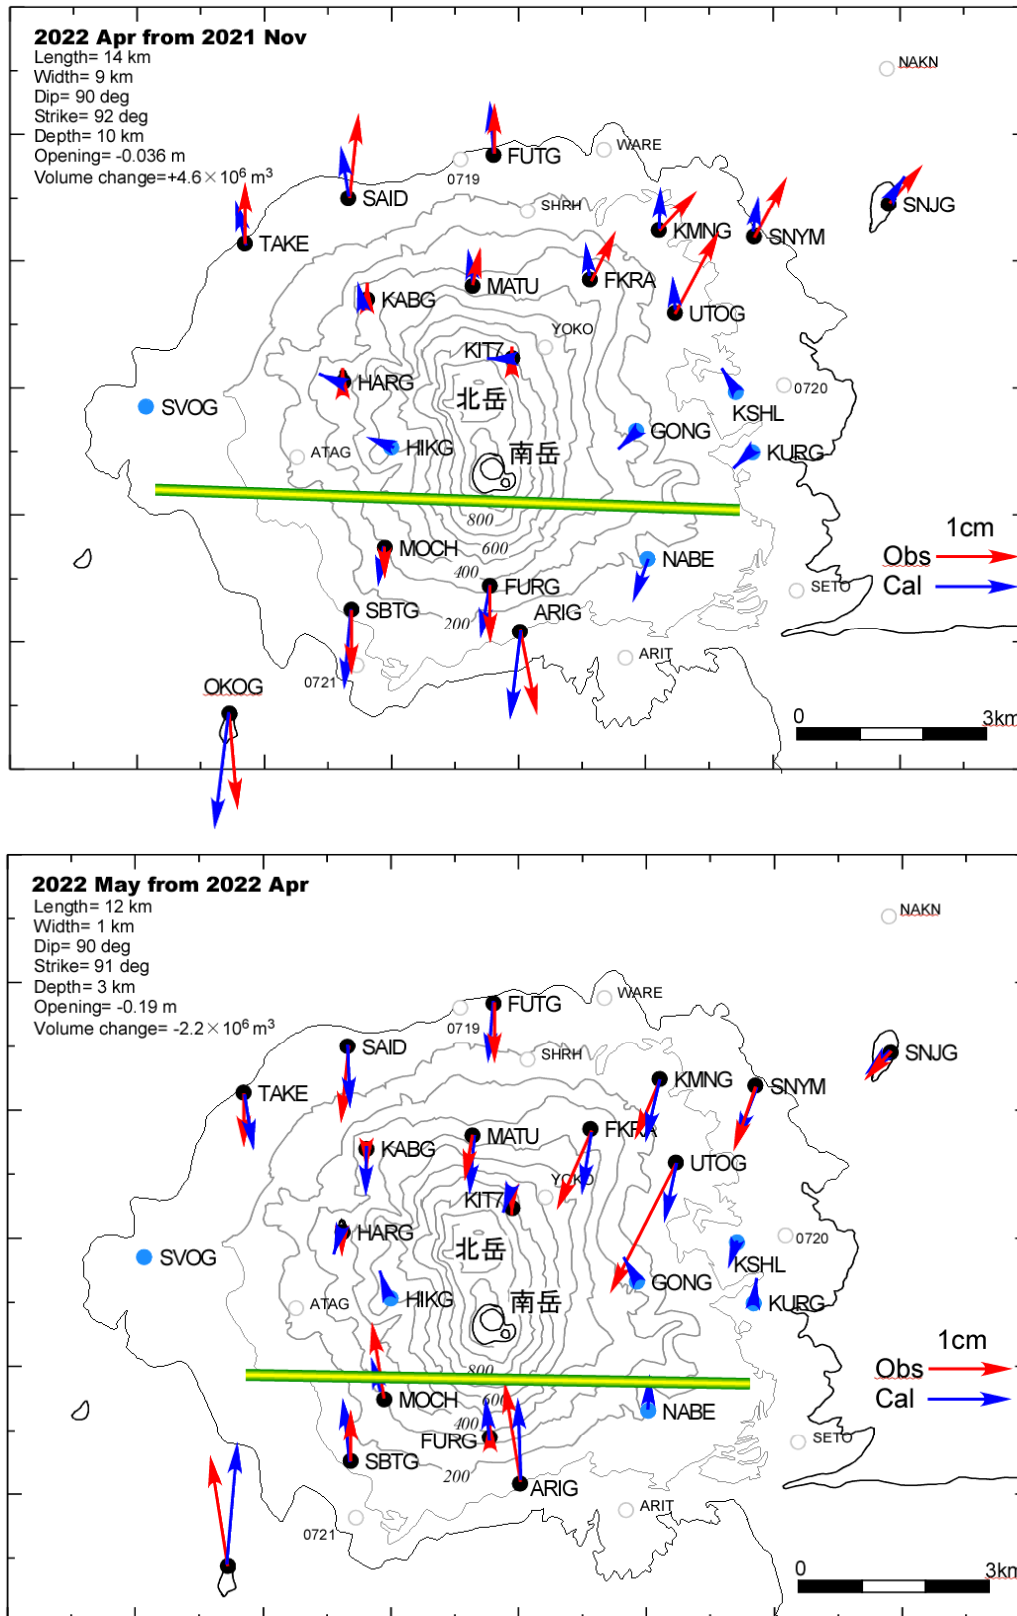 2022 Apr from 2021 Nov
Length= 14 km
Width= 9 km
Dip= 90 deg
Strike= 92 deg
Depth= 10 km
Opening= -0.036 m
Volume change=+4.6×10⁶ m³
NAKN
WARE
FUTG
0719
SAID
SHRH
SNJG
KMNG
SNYM
TAKE
MATU
FKRA
KABG
UTOG
YOKO
KIT7
HARG
0720
北岳
KSHL
SVOG
GONG
HIKG
南岳
KURG
ATAG
800
1cm
MOCH
600
Obs
NABE
400
FURG
Cal
SETO
SBTG
200
ARIG
ARIT
0721
OKOG
0
3km
2022 May from 2022 Apr
Length= 12 km
Width= 1 km
Dip= 90 deg
Strike= 91 deg
Depth= 3 km
Opening= -0.19 m
Volume change= -2.2×10⁶ m³
NAKN
WARE
FUTG
0719
SAID
SHRH
SNJG
KMNG
SNYM
TAKE
FKRA
MATU
KABG
UTOG
YOKO
KIT7
HARG
0720
北岳
SVOG
KSHL
GONG
HIKG
南岳
KURG
ATAG
1cm
800
Obs
MOCH
600
Cal
NABE
400
FURG
SETO
SBTG
200
ARIG
ARIT
0721
0
3km